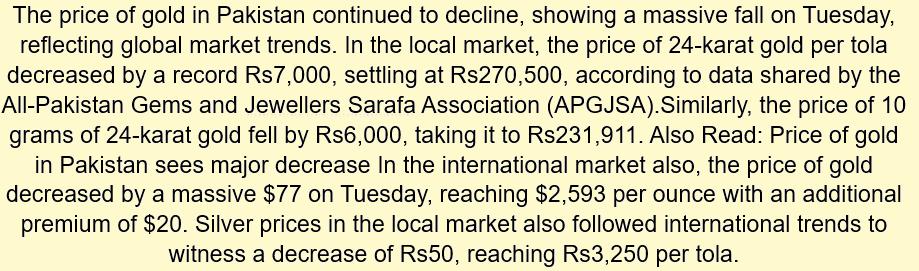 The price of gold in Pakistan continued to decline, showing a massive fall on Tuesday,
reflecting global market trends. In the local market, the price of 24-karat gold per tola
decreased by a record Rs7,000, settling at Rs270,500, according to data shared by the
All-Pakistan Gems and Jewellers Sarafa Association (APGJSA).Similarly, the price of 10
grams of 24-karat gold fell by Rs6,000, taking it to Rs231,911. Also Read: Price of gold
in Pakistan sees major decrease In the international market also, the price of gold
decreased by a massive $77 on Tuesday, reaching $2,593 per ounce with an additional
premium of $20. Silver prices in the local market also followed international trends to
witness a decrease of Rs50, reaching Rs3,250 per tola.